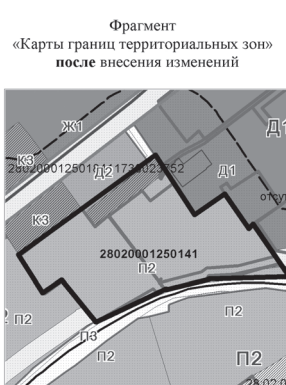 Фрагмент
«Карты границ территориальных зон»
после внесения изменений
Ж1
Д1
К3
Д2
Д1
К3
28020001250141
П2
П2
П2
П3
П2
П2